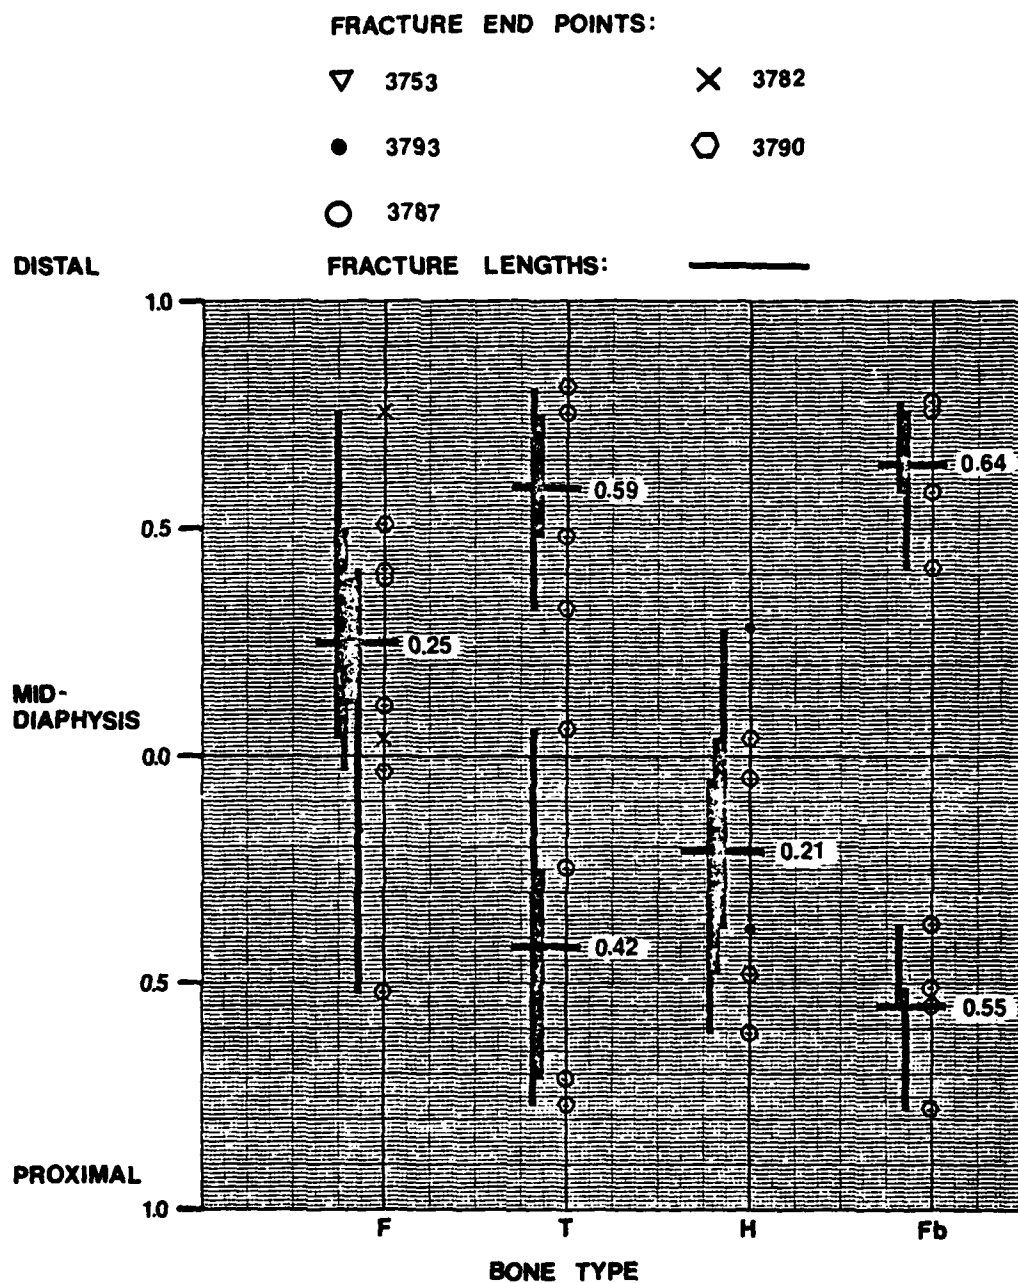 FRACTURE END POINTS:
3753 3782
3793 3790
3787
DISTAL FRACTURE LENGTHS:
1.0
0.64
0.59
0.5
0.25
MID-
DIAPHYSIS
0.0
0.21
0.42
0.5
0.55
PROXIMAL
1.0
F T H Fb
BONE TYPE